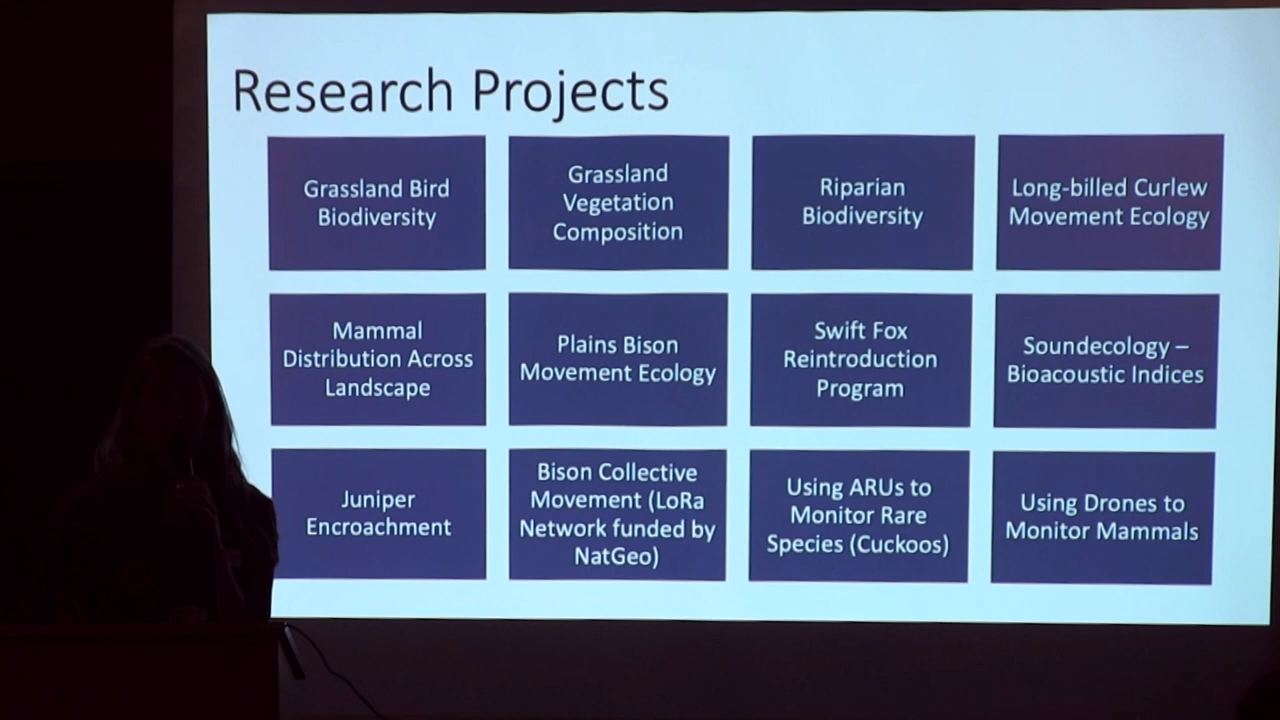 Research Projects
Grassland Bird
Biodiversity
Grassland
Vegetation
Composition
Riparian
Biodiversity
Long-billed Curlew
Movement Ecology
Mammal
Distribution Across
Landscape
Plains Bison
Movement Ecology
Swift Fox
Reintroduction
Program
Soundecology –
Bioacoustic Indices
Juniper
Encroachment
Bison Collective
Movement (LoRa
Network funded by
NatGeo)
Using ARUs to
Monitor Rare
Species (Cuckoos)
Using Drones to
Monitor Mammals